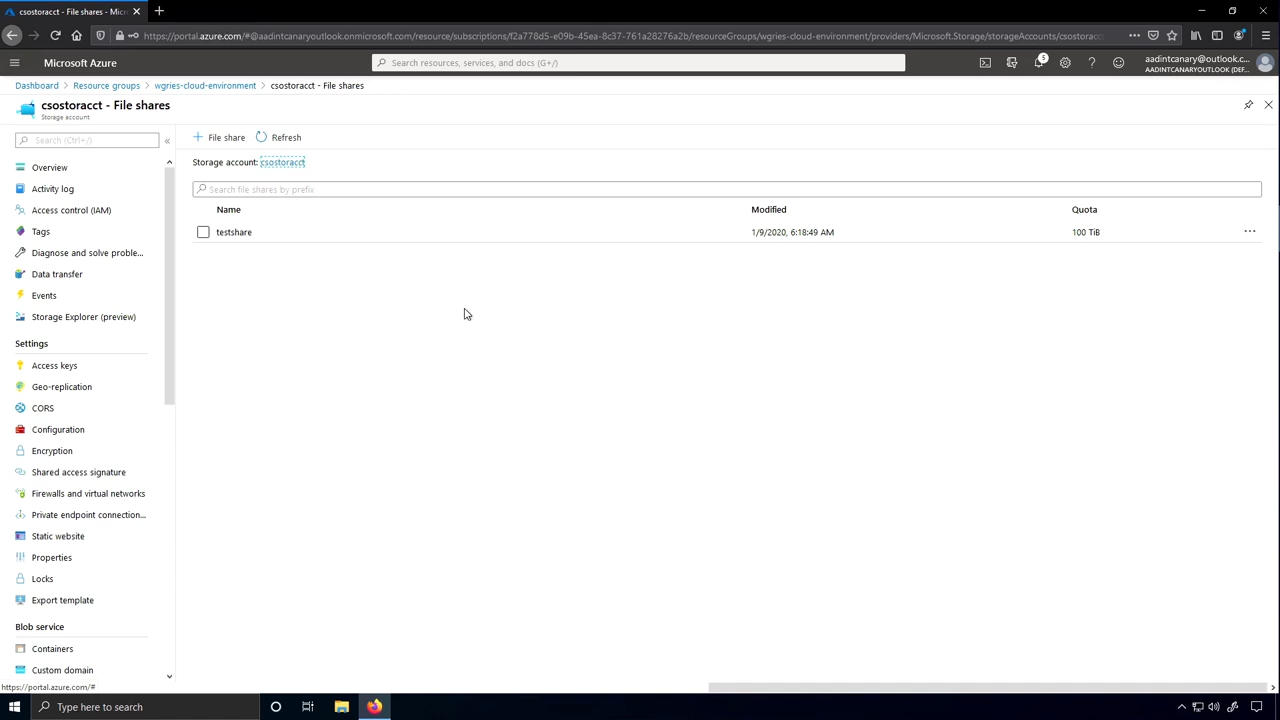 csostoracct - File shares - Micr
https://portal.azure.com/#@aadintcanaryoutlook.onmicrosoft.com/resource/subscriptions/f2a778d5-e09b-45ea-8c37-761a28276a2b/resourceGroups/wgries-cloud-environment/providers/Microsoft.Storage/storageAccounts/csostoracc
Microsoft Azure
Search resources, services, and docs (G+/)
5
aadintcanary@outlook.c...
AADINTCANARYOUTLOOK (DEF...
Dashboard > Resource groups > wgries-cloud-environment > csostoracct - File shares
csostoracct - File shares
Storage account
Search (Ctrl+/)
«
Overview
Activity log
Access control (IAM)
Tags
Diagnose and solve proble...
Data transfer
Events
Storage Explorer (preview)
Settings
Access keys
Geo-replication
CORS
Configuration
Encryption
Shared access signature
Firewalls and virtual networks
Private endpoint connection...
Static website
Properties
Locks
Export template
Blob service
Containers
Custom domain
+ File share Refresh
Storage account: csostoracct
Search file shares by prefix
Name Modified Quota
testshare 1/9/2020, 6:18:49 AM 100 TiB ...
https://portal.azure.com/#
Type here to search